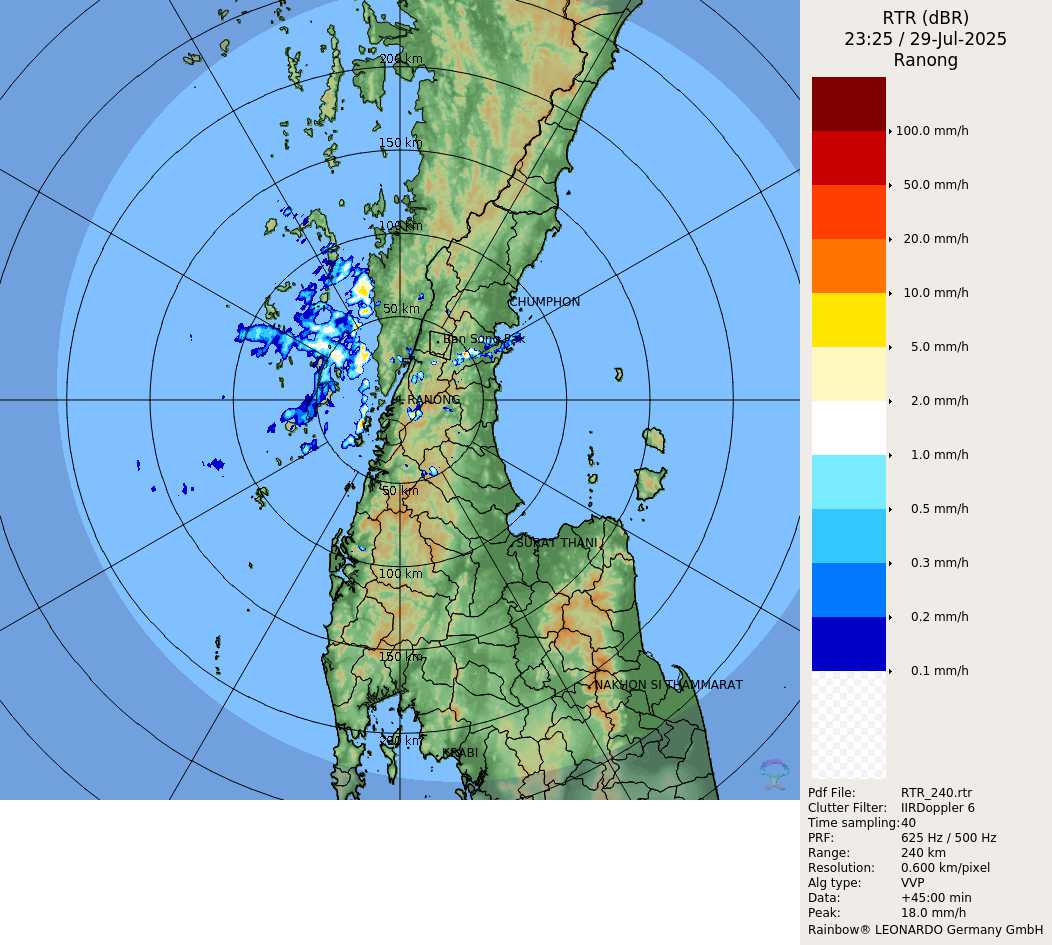 RTR (dBR)
23:25 / 29-Jul-2025
Ranong
100.0 mm/h
50.0 mm/h
20.0 mm/h
10.0 mm/h
5.0 mm/h
2.0 mm/h
1.0 mm/h
0.5 mm/h
0.3 mm/h
0.2 mm/h
0.1 mm/h
200 km
150 km
100 km
CHUMPHON
50 km
Ban Song Pak
RANONG
50 km
SURAT THANI
100 km
150 km
NAKHON SI THAMMARAT
200 km
KRABI
Pdf File: RTR_240.rtr
Clutter Filter: IIRDoppler 6
Time sampling: 40
PRF: 625 Hz / 500 Hz
Range: 240 km
Resolution: 0.600 km/pixel
Alg type: VVP
Data: +45:00 min
Peak: 18.0 mm/h
Rainbow® LEONARDO Germany GmbH